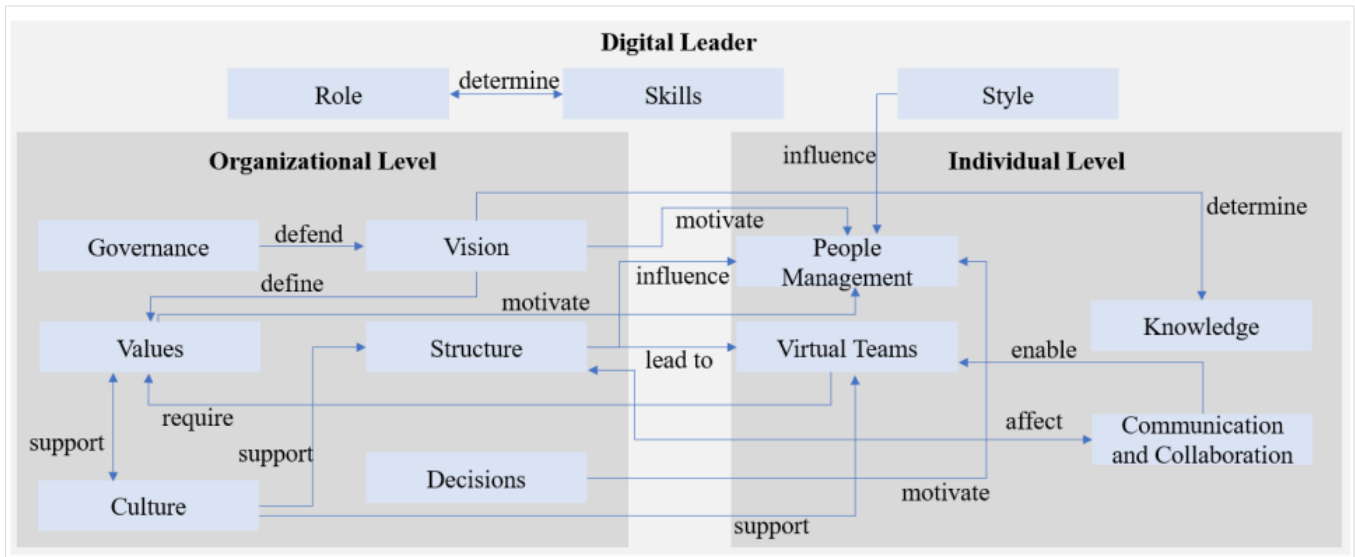 Digital Leader
Role
determine
Skills
Style
Organizational Level
influence
Individual Level
Governance
defend
Vision
motivate
determine
People
Management
define
influence
motivate
Values
Structure
lead to
Virtual Teams
enable
Knowledge
require
support
support
affect
Communication
and Collaboration
Decisions
motivate
Culture
support